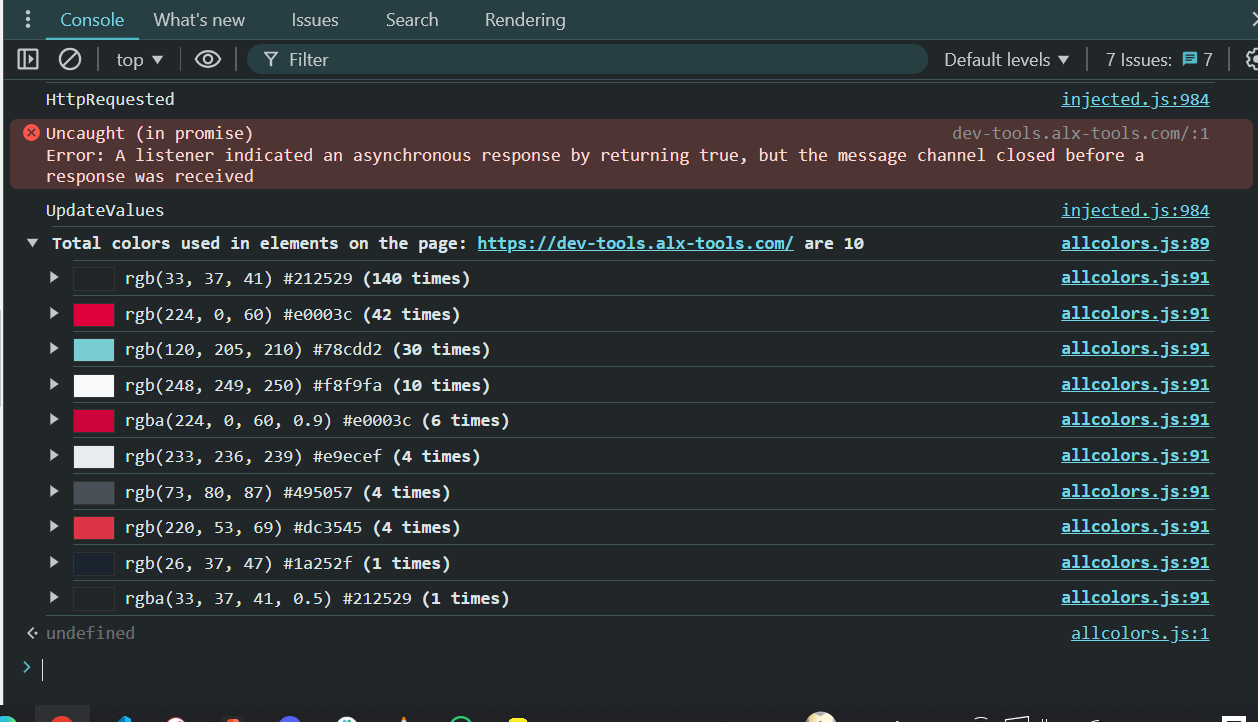 Console What's new Issues Search Rendering
top ▼ Filter Default levels ▼ 7 Issues: 7
HttpRequested injected.js:984
Uncaught (in promise) dev-tools.alx-tools.com/:1
Error: A listener indicated an asynchronous response by returning true, but the message channel closed before a
response was received
UpdateValues injected.js:984
▼ Total colors used in elements on the page: https://dev-tools.alx-tools.com/ are 10 allcolors.js:89
▶ rgb(33, 37, 41) #212529 (140 times) allcolors.js:91
▶ rgb(224, 0, 60) #e0003c (42 times) allcolors.js:91
▶ rgb(120, 205, 210) #78cdd2 (30 times) allcolors.js:91
▶ rgb(248, 249, 250) #f8f9fa (10 times) allcolors.js:91
▶ rgba(224, 0, 60, 0.9) #e0003c (6 times) allcolors.js:91
▶ rgb(233, 236, 239) #e9ecef (4 times) allcolors.js:91
▶ rgb(73, 80, 87) #495057 (4 times) allcolors.js:91
▶ rgb(220, 53, 69) #dc3545 (4 times) allcolors.js:91
▶ rgb(26, 37, 47) #1a252f (1 times) allcolors.js:91
▶ rgba(33, 37, 41, 0.5) #212529 (1 times) allcolors.js:91
undefined allcolors.js:1